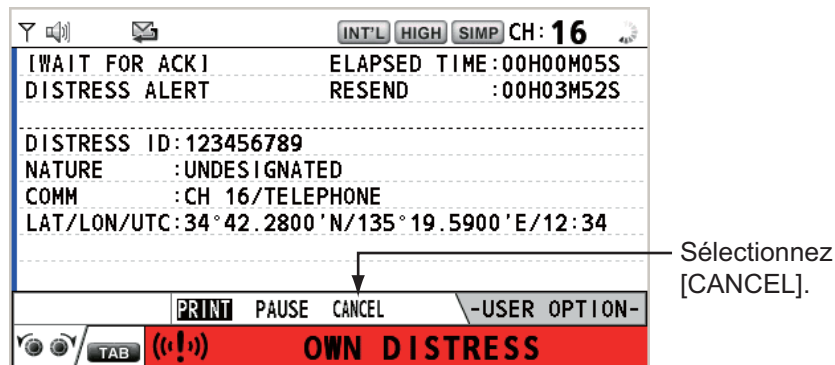 INT'L HIGH SIMP CH: 16
[WAIT FOR ACK] ELAPSED TIME:00H00M05S
DISTRESS ALERT RESEND :00H03M52S
DISTRESS ID:123456789
NATURE :UNDESIGNATED
COMM :CH 16/TELEPHONE
LAT/LON/UTC:34°42.2800'N/135°19.5900'E/12:34
Sélectionnez
[CANCEL].
PRINT PAUSE CANCEL -USER OPTION-
TAB OWN DISTRESS